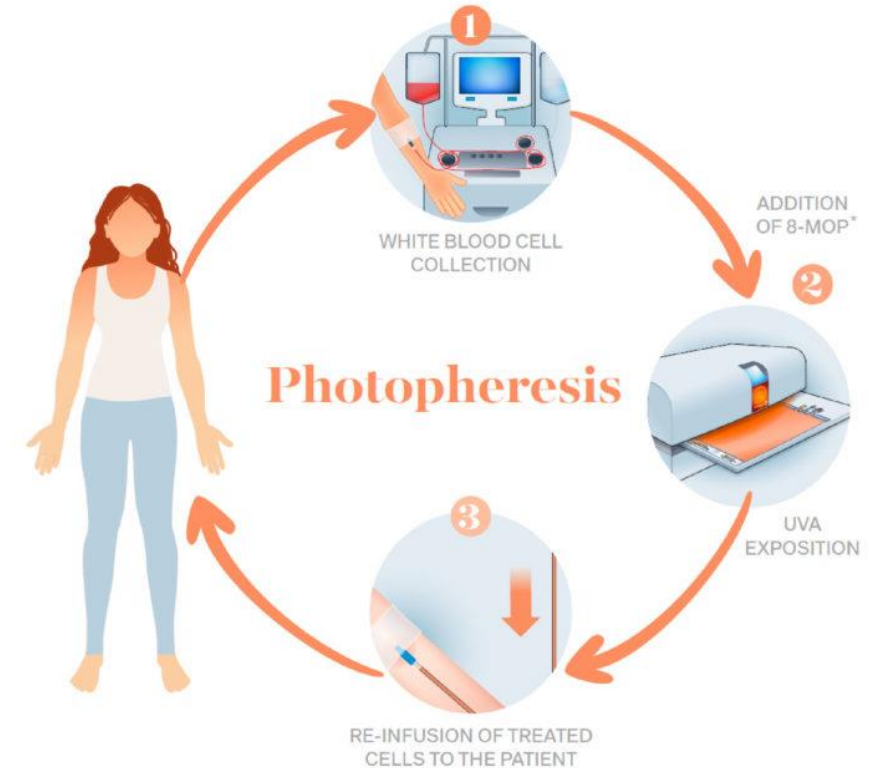 1
WHITE BLOOD CELL
COLLECTION
ADDITION
OF 8-MOP*
2
Photopheresis
UVA
EXPOSITION
3
RE-INFUSION OF TREATED
CELLS TO THE PATIENT